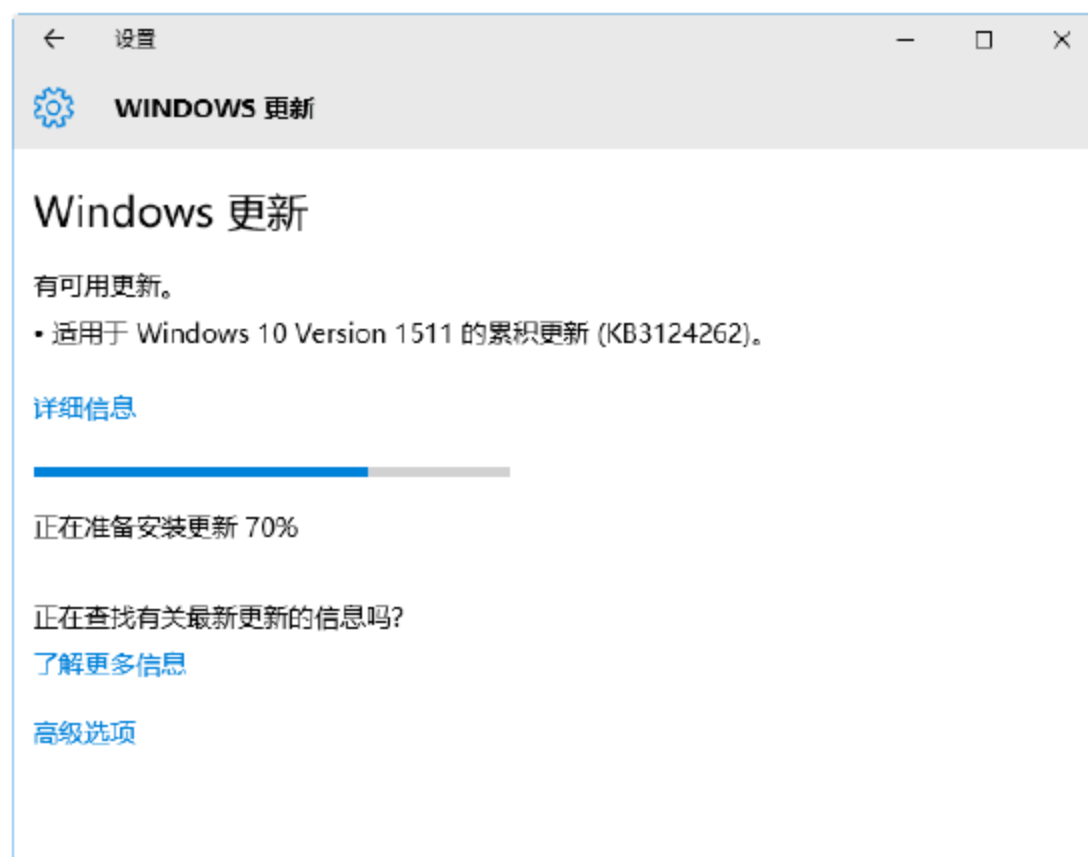 设置
WINDOWS 更新
Windows 更新
有可用更新。
• 适用于 Windows 10 Version 1511 的累积更新 (KB3124262)。
详细信息
正在准备安装更新 70%
正在查找有关最新更新的信息吗?
了解更多信息
高级选项